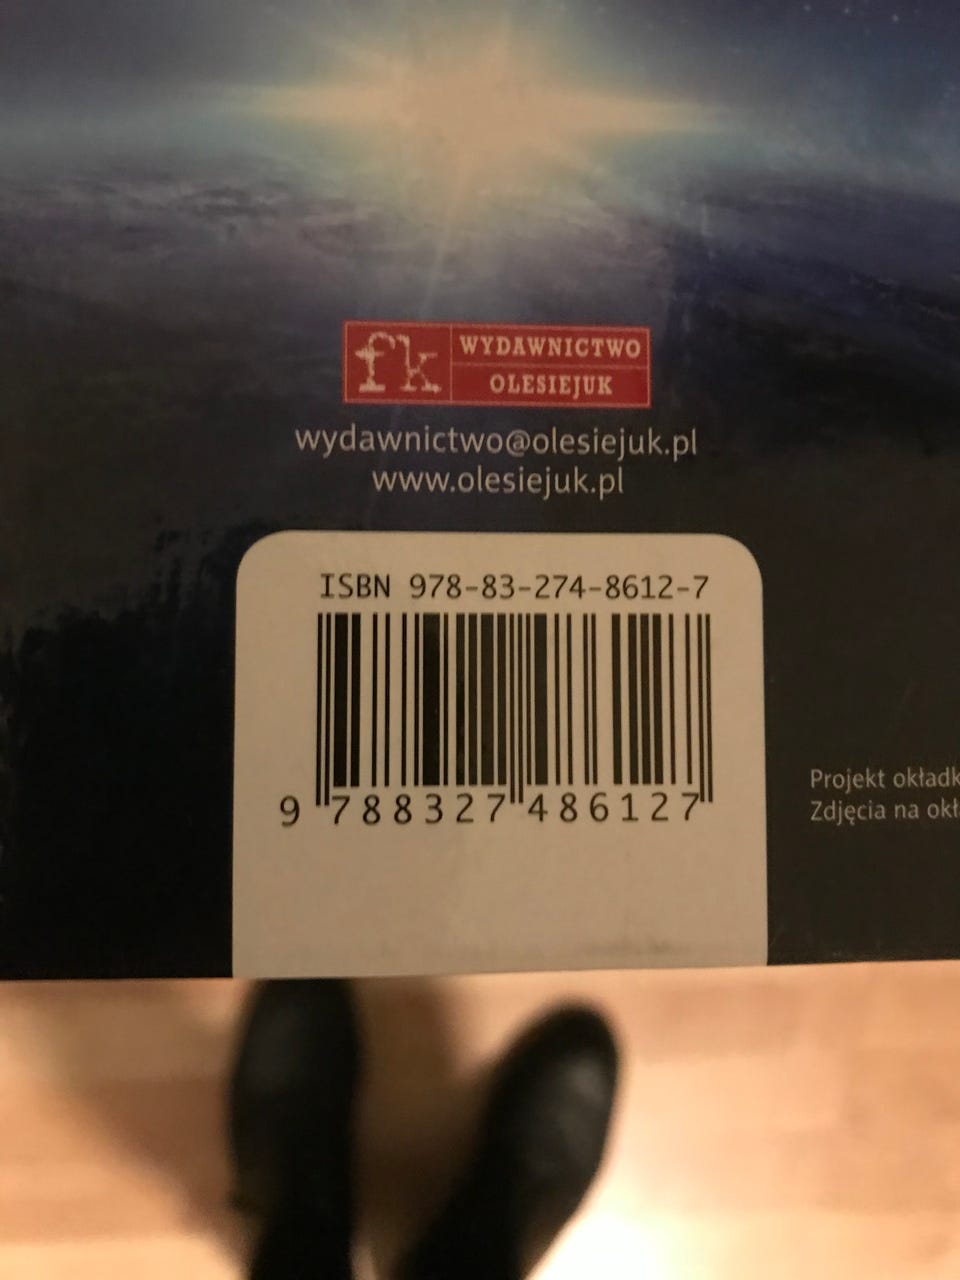 fk WYDAWNICTWO
OLESIEJUK
wydawnictwo@olesiejuk.pl
www.olesiejuk.pl
ISBN 978-83-274-8612-7
9 788327 486127
Projekt okładk
Zdjęcia na okł